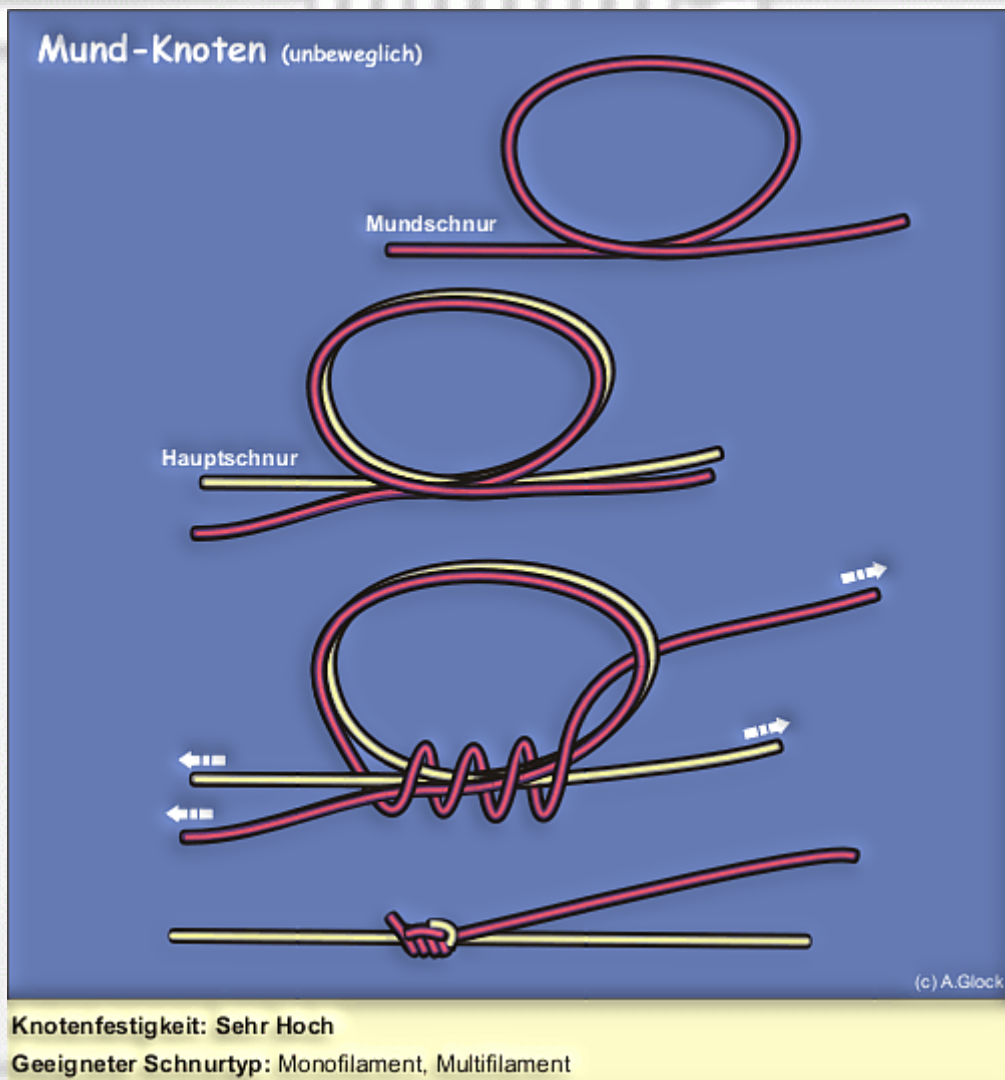 Mund-Knoten (unbeweglich)
Mundschnur
Hauptschnur
(c) A.Glock
Knotenfestigkeit: Sehr Hoch
Geeigneter Schnurtyp: Monofilament, Multifilament